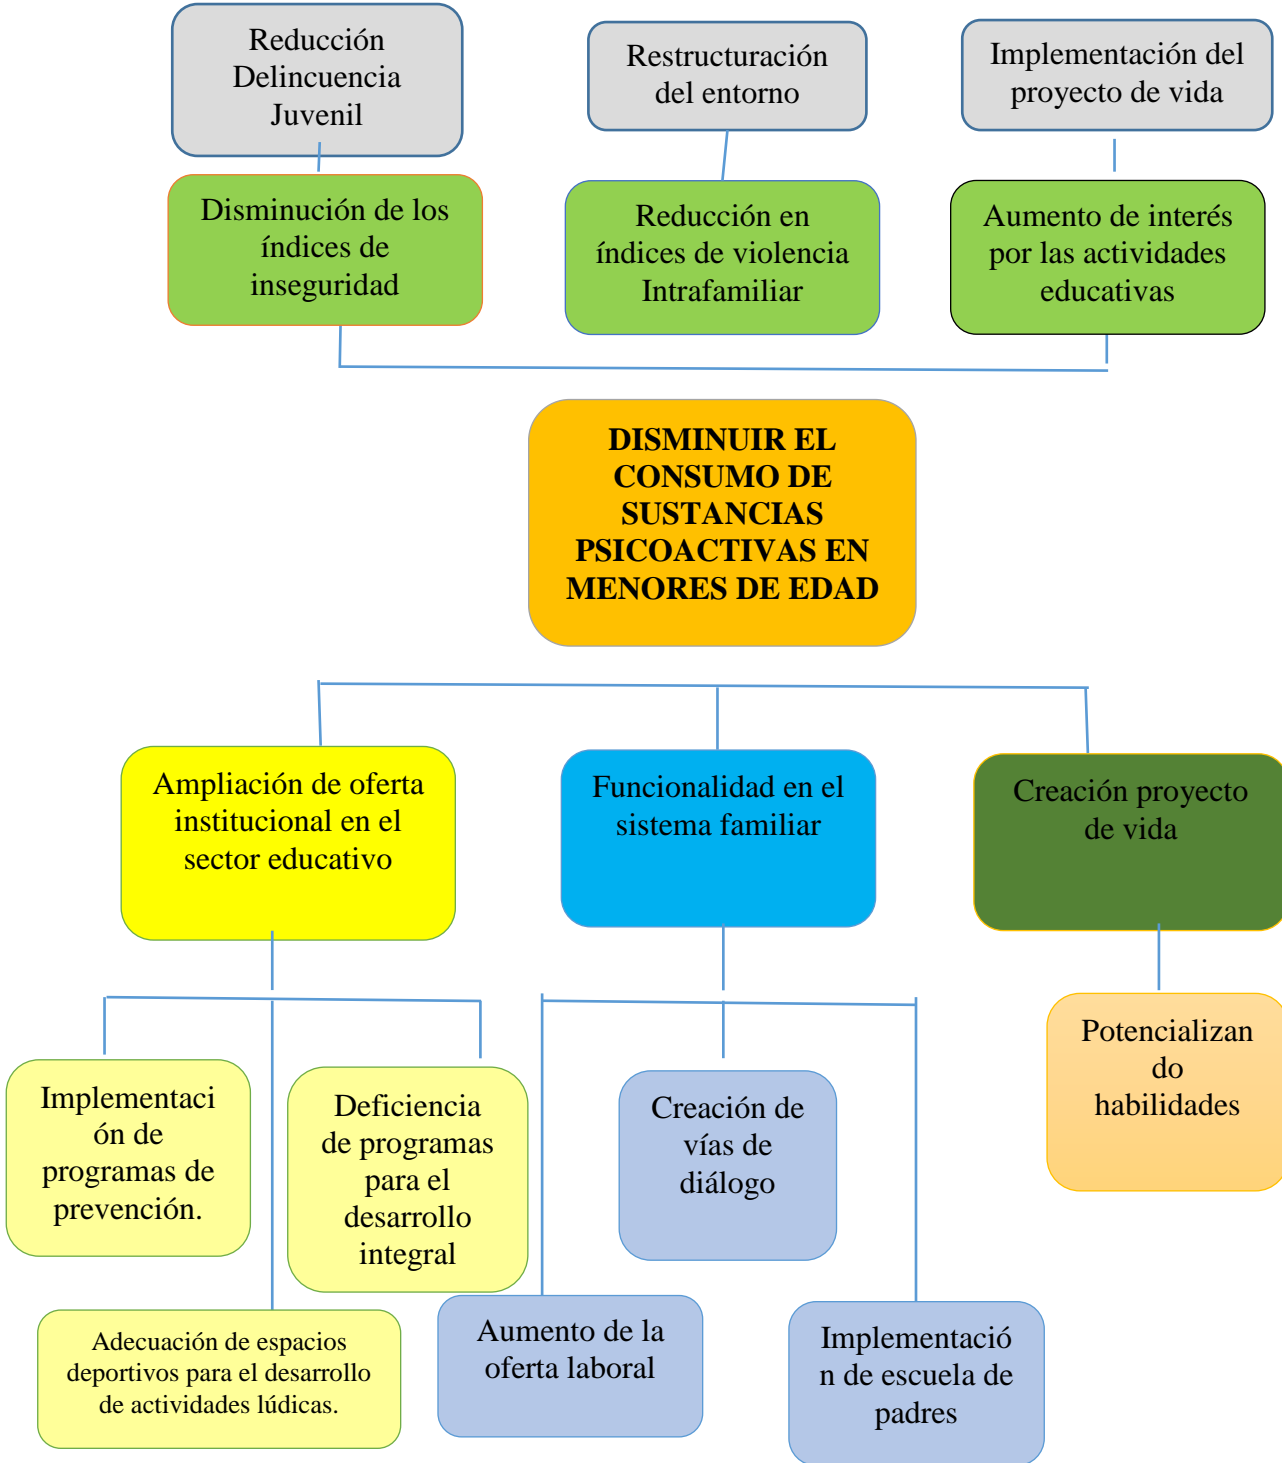 Reducción
Delincuencia
Juvenil
Restructuración
del entorno
Implementación del
proyecto de vida
Disminución de los
índices de
inseguridad
Reducción en
índices de violencia
Intrafamiliar
Aumento de interés
por las actividades
educativas
DISMINUIR EL
CONSUMO DE
SUSTANCIAS
PSICOACTIVAS EN
MENORES DE EDAD
Ampliación de oferta
institucional en el
sector educativo
Funcionalidad en el
sistema familiar
Creación proyecto
de vida
Implementaci
ón de
programas de
prevención.
Deficiencia
de programas
para el
desarrollo
integral
Creación de
vías de
diálogo
Potencializan
do
habilidades
Adecuación de espacios
deportivos para el desarrollo
de actividades lúdicas.
Aumento de la
oferta laboral
Implementació
n de escuela de
padres